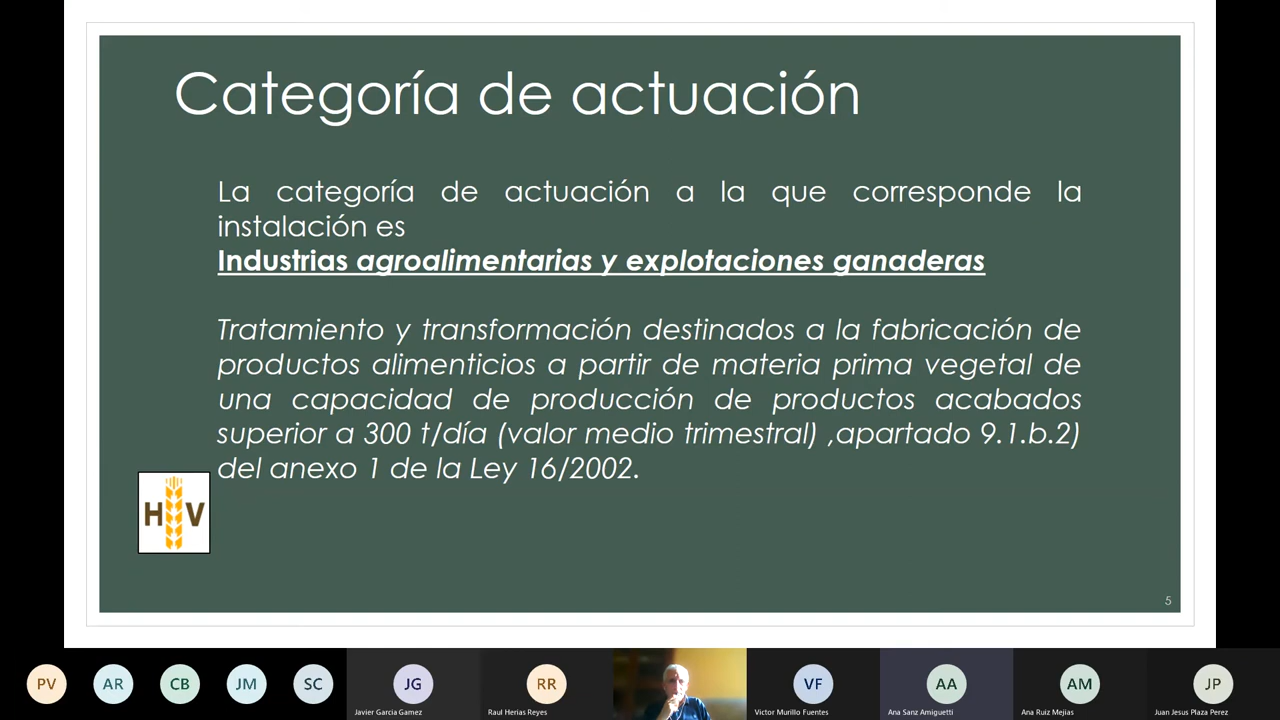 Categoría de actuación
La categoría de actuación a la que corresponde la
instalación es
Industrias agroalimentarias y explotaciones ganaderas
Tratamiento y transformación destinados a la fabricación de
productos alimenticios a partir de materia prima vegetal de
una capacidad de producción de productos acabados
superior a 300 t/día (valor medio trimestral) ,apartado 9.1.b.2)
del anexo 1 de la Ley 16/2002.
H V
5
PV AR CB JM SC JG RR VF AA AM JP
Javier Garcia Gamez Raul Herias Reyes Victor Murillo Fuentes Ana Sanz Amiguetti Ana Ruiz Mejias Juan Jesus Plaza Perez